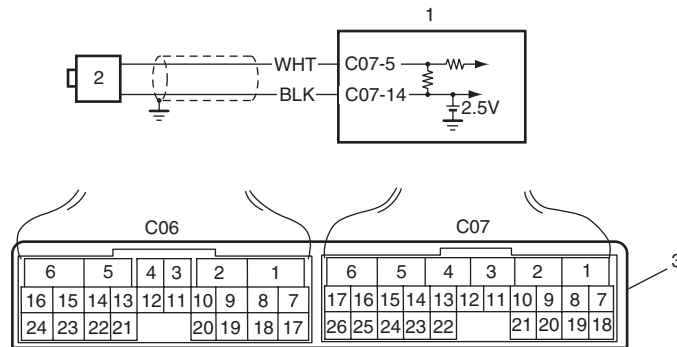 1
2 WHT C07-5
BLK C07-14
2.5V
C06 C07
3
6 5 4 3 2 1 6 5 4 3 2 1
16 15 14 13 12 11 10 9 8 7 17 16 15 14 13 12 11 10 9 8 7
24 23 22 21 20 19 18 17 26 25 24 23 22 21 20 19 18